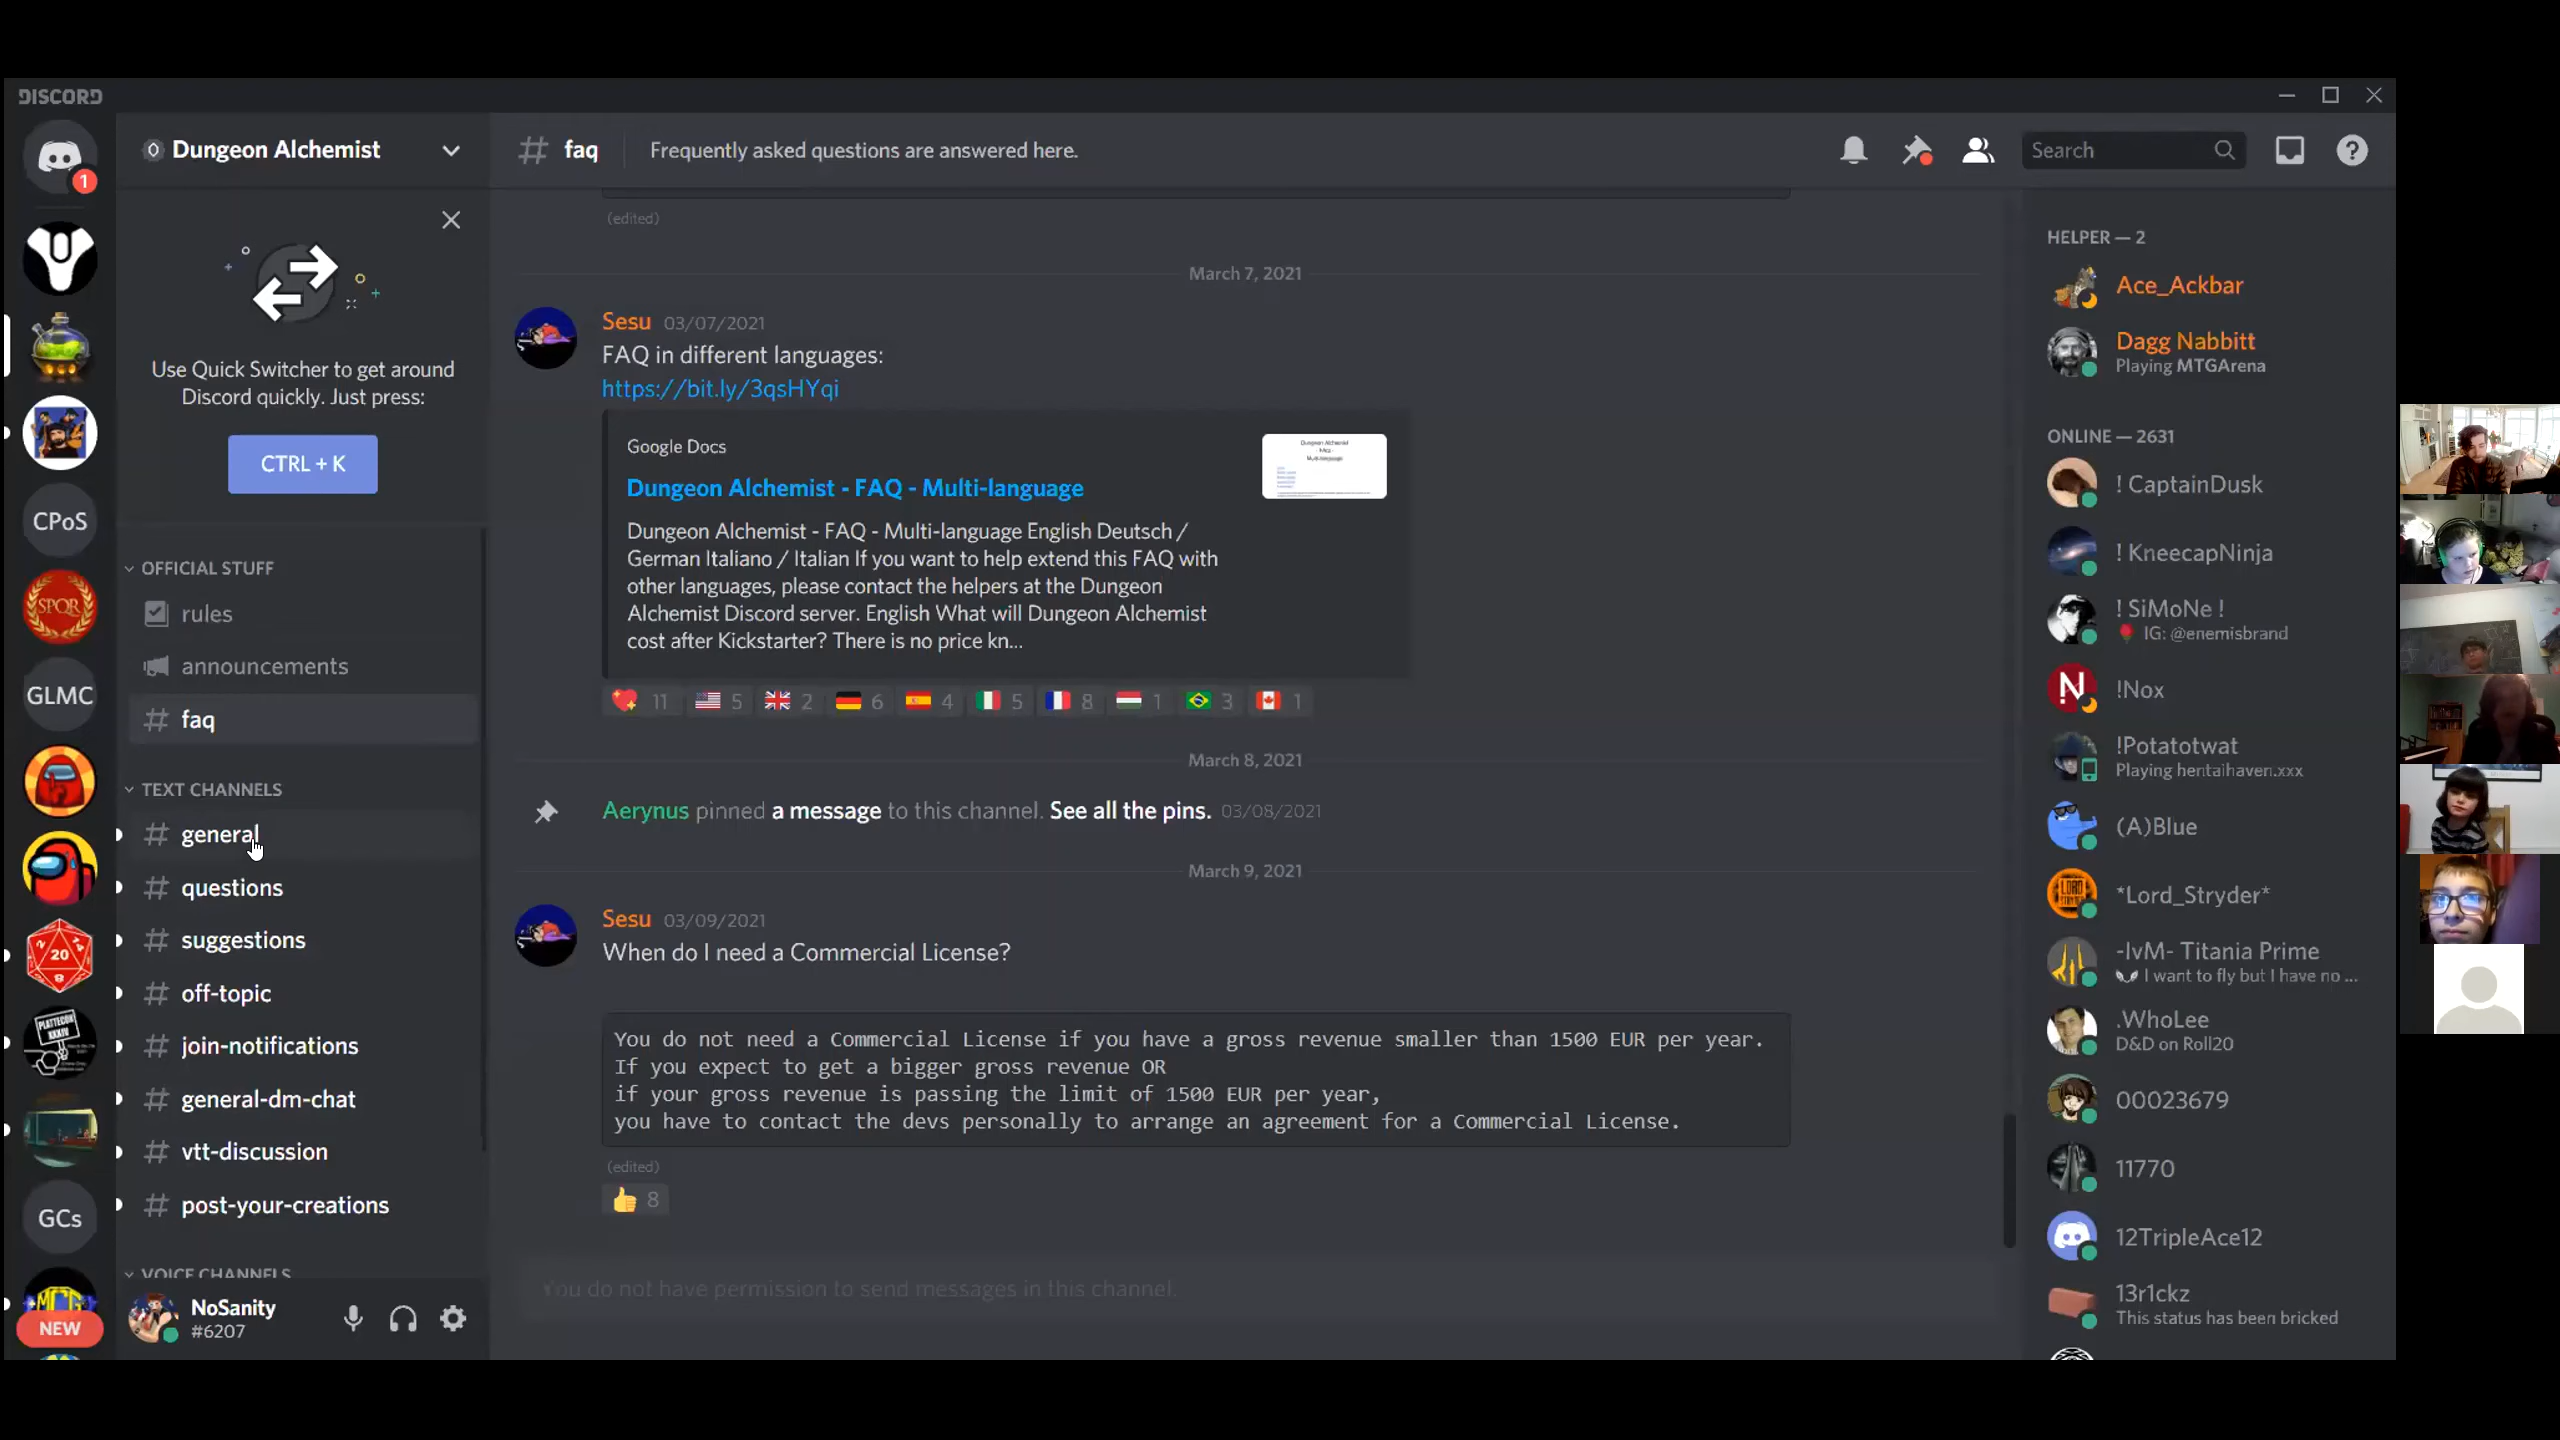 DISCORD
1
CPoS
SPQR
GLMC
20
PLATTECON
XXXIV
GCs
MCG
NEW
Dungeon Alchemist
Use Quick Switcher to get around
Discord quickly. Just press:
CTRL + K
OFFICIAL STUFF
rules
announcements
faq
TEXT CHANNELS
general
questions
suggestions
off-topic
join-notifications
general-dm-chat
vtt-discussion
post-your-creations
VOICE CHANNELS
NoSanity
#6207
# faq
Frequently asked questions are answered here.
Search
(edited)
March 7, 2021
Sesu 03/07/2021
FAQ in different languages:
https://bit.ly/3qsHYqi
Google Docs
Dungeon Alchemist - FAQ - Multi-language
Dungeon Alchemist - FAQ - Multi-language English Deutsch /
German Italiano / Italian If you want to help extend this FAQ with
other languages, please contact the helpers at the Dungeon
Alchemist Discord server. English What will Dungeon Alchemist
cost after Kickstarter? There is no price kn...
11 5 2 6 4 5 8 1 3 1
March 8, 2021
Aerynus pinned a message to this channel. See all the pins. 03/08/2021
March 9, 2021
Sesu 03/09/2021
When do I need a Commercial License?
You do not need a Commercial License if you have a gross revenue smaller than 1500 EUR per year.
If you expect to get a bigger gross revenue OR
if your gross revenue is passing the limit of 1500 EUR per year,
you have to contact the devs personally to arrange an agreement for a Commercial License.
(edited)
8
You do not have permission to send messages in this channel.
HELPER — 2
Ace_Ackbar
Dagg Nabbitt
Playing MTGArena
ONLINE — 2631
! CaptainDusk
! KneecapNinja
! SiMoNe !
IG: @enemisbrand
!Nox
!Potatotwat
Playing hentaihaven.xxx
(A)Blue
*Lord_Stryder*
-IvM- Titania Prime
I want to fly but I have no ...
.WhoLee
D&D on Roll20
00023679
11770
12TripleAce12
13r1ckz
This status has been bricked